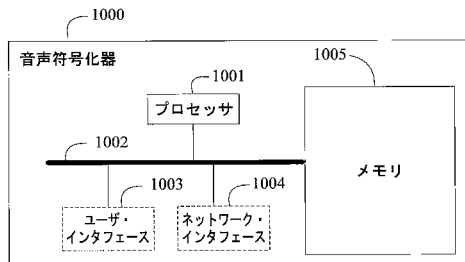 1000
音声符号化器
1005
1001
プロセッサ
1002
メモリ
1003
1004
ユーザ・
インタフェース
ネットワーク・
インタフェース